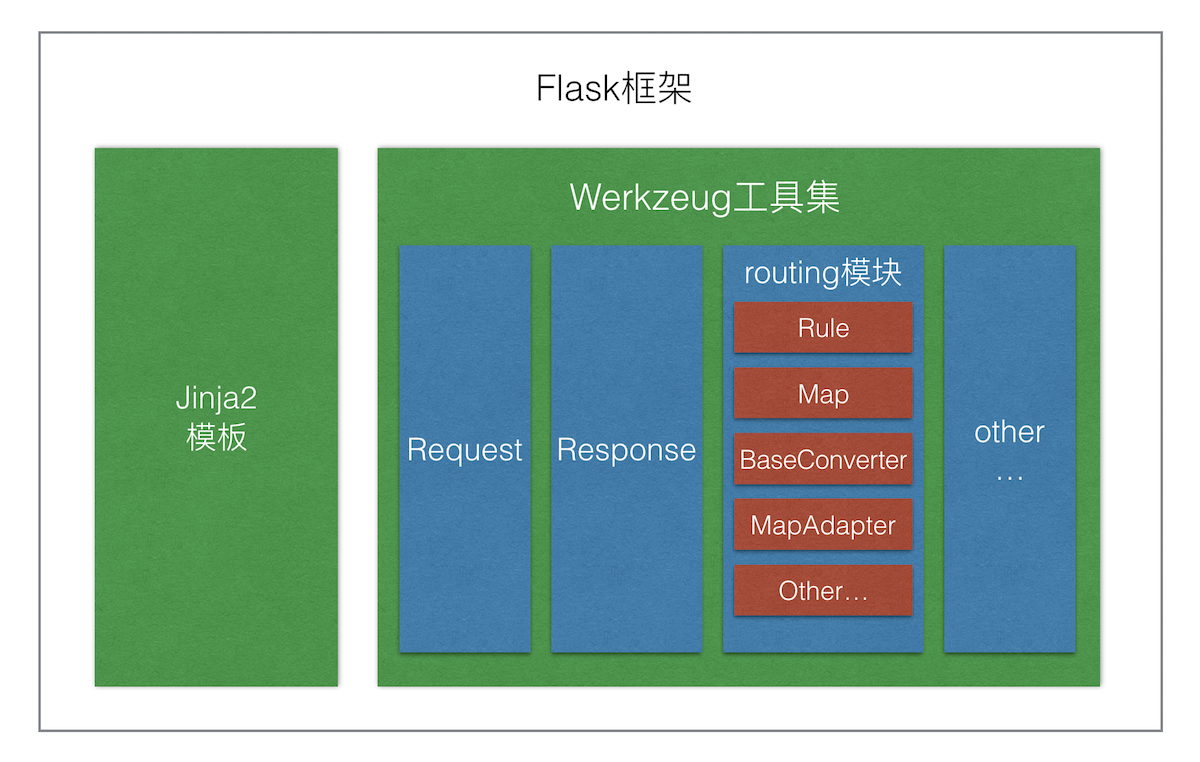 Flask框架
Jinja2
模板
Werkzeug工具集
Request
Response
routing模块
Rule
Map
BaseConverter
MapAdapter
Other…
other
…